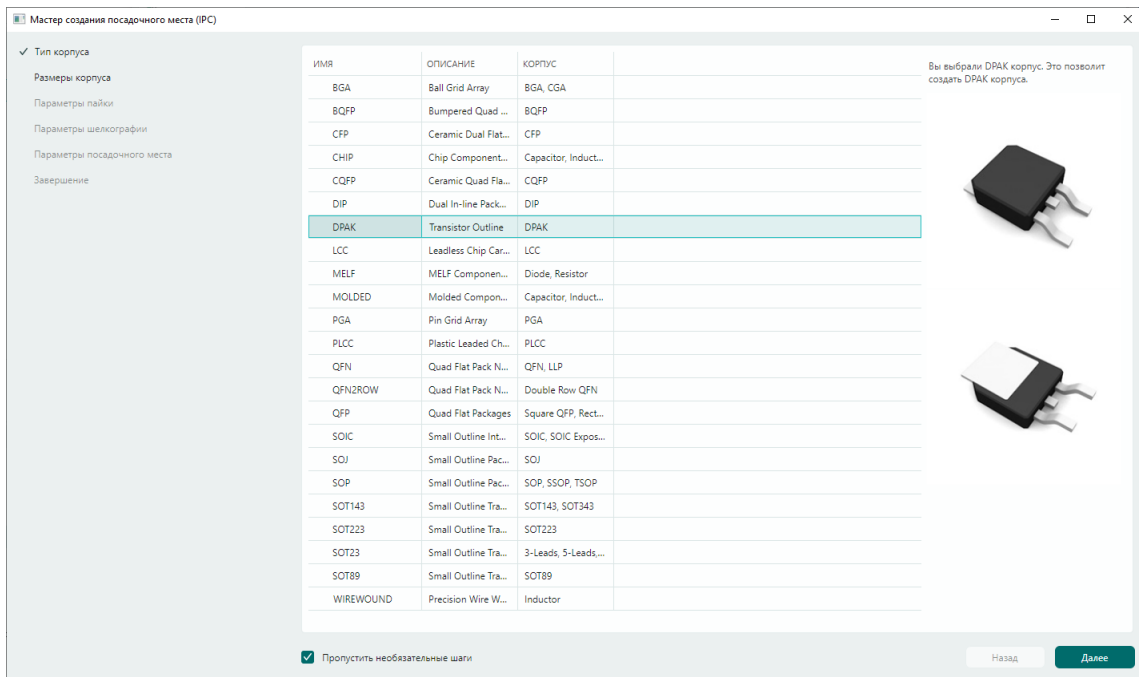 Мастер создания посадочного места (IPC)
Тип корпуса
Размеры корпуса
Параметры пайки
Параметры шелкографии
Параметры посадочного места
Завершение
ИМЯ ОПИСАНИЕ КОРПУС
BGA Ball Grid Array BGA, CGA
BQFP Bumpered Quad ... BQFP
CFP Ceramic Dual Flat... CFP
CHIP Chip Component... Capacitor, Induct...
CQFP Ceramic Quad Fla... CQFP
DIP Dual In-line Pack... DIP
DPAK Transistor Outline DPAK
LCC Leadless Chip Car... LCC
MELF MELF Componen... Diode, Resistor
MOLDED Molded Compon... Capacitor, Induct...
PGA Pin Grid Array PGA
PLCC Plastic Leaded Ch... PLCC
QFN Quad Flat Pack N... QFN, LLP
QFN2ROW Quad Flat Pack N... Double Row QFN
QFP Quad Flat Packages Square QFP, Rect...
SOIC Small Outline Int... SOIC, SOIC Expos...
SOJ Small Outline Pac... SOJ
SOP Small Outline Pac... SOP, SSOP, TSOP
SOT143 Small Outline Tra... SOT143, SOT343
SOT223 Small Outline Tra... SOT223
SOT23 Small Outline Tra... 3-Leads, 5-Leads,...
SOT89 Small Outline Tra... SOT89
WIREWOUND Precision Wire W... Inductor
Вы выбрали DPAK корпус. Это позволит
создать DPAK корпуса.
Пропустить необязательные шаги
Назад
Далее